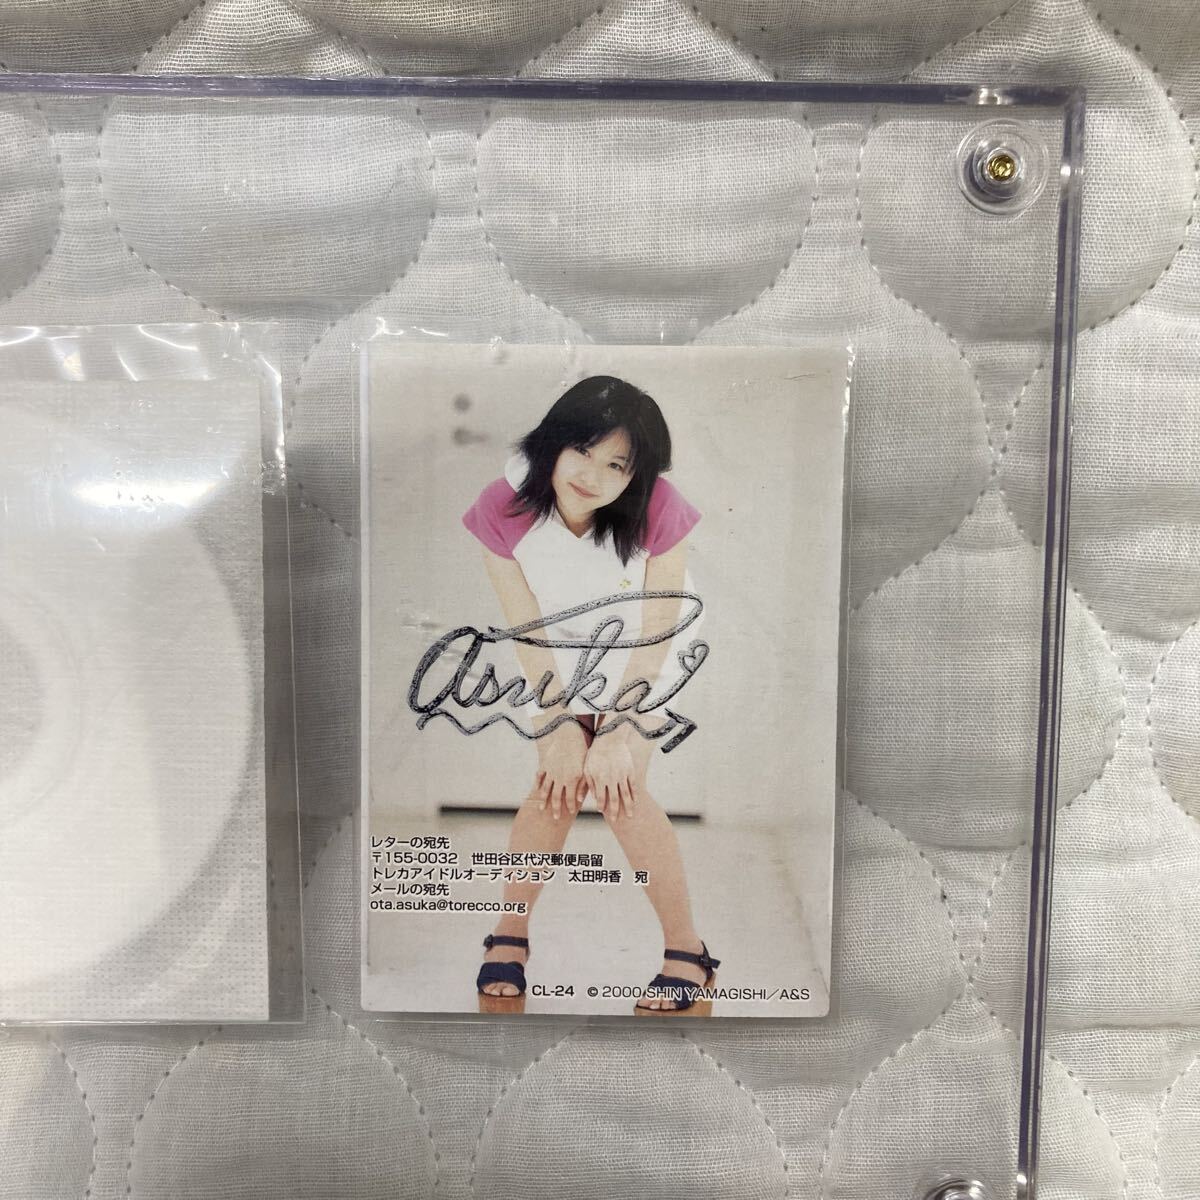 asuka
レターの宛先
〒155-0032 世田谷区代沢郵便局留
トレカアイドルオーディション 太田明香 宛
メールの宛先
ota.asuka@torecco.org
CL-24 © 2000 SHIN YAMAGISHI/A&S